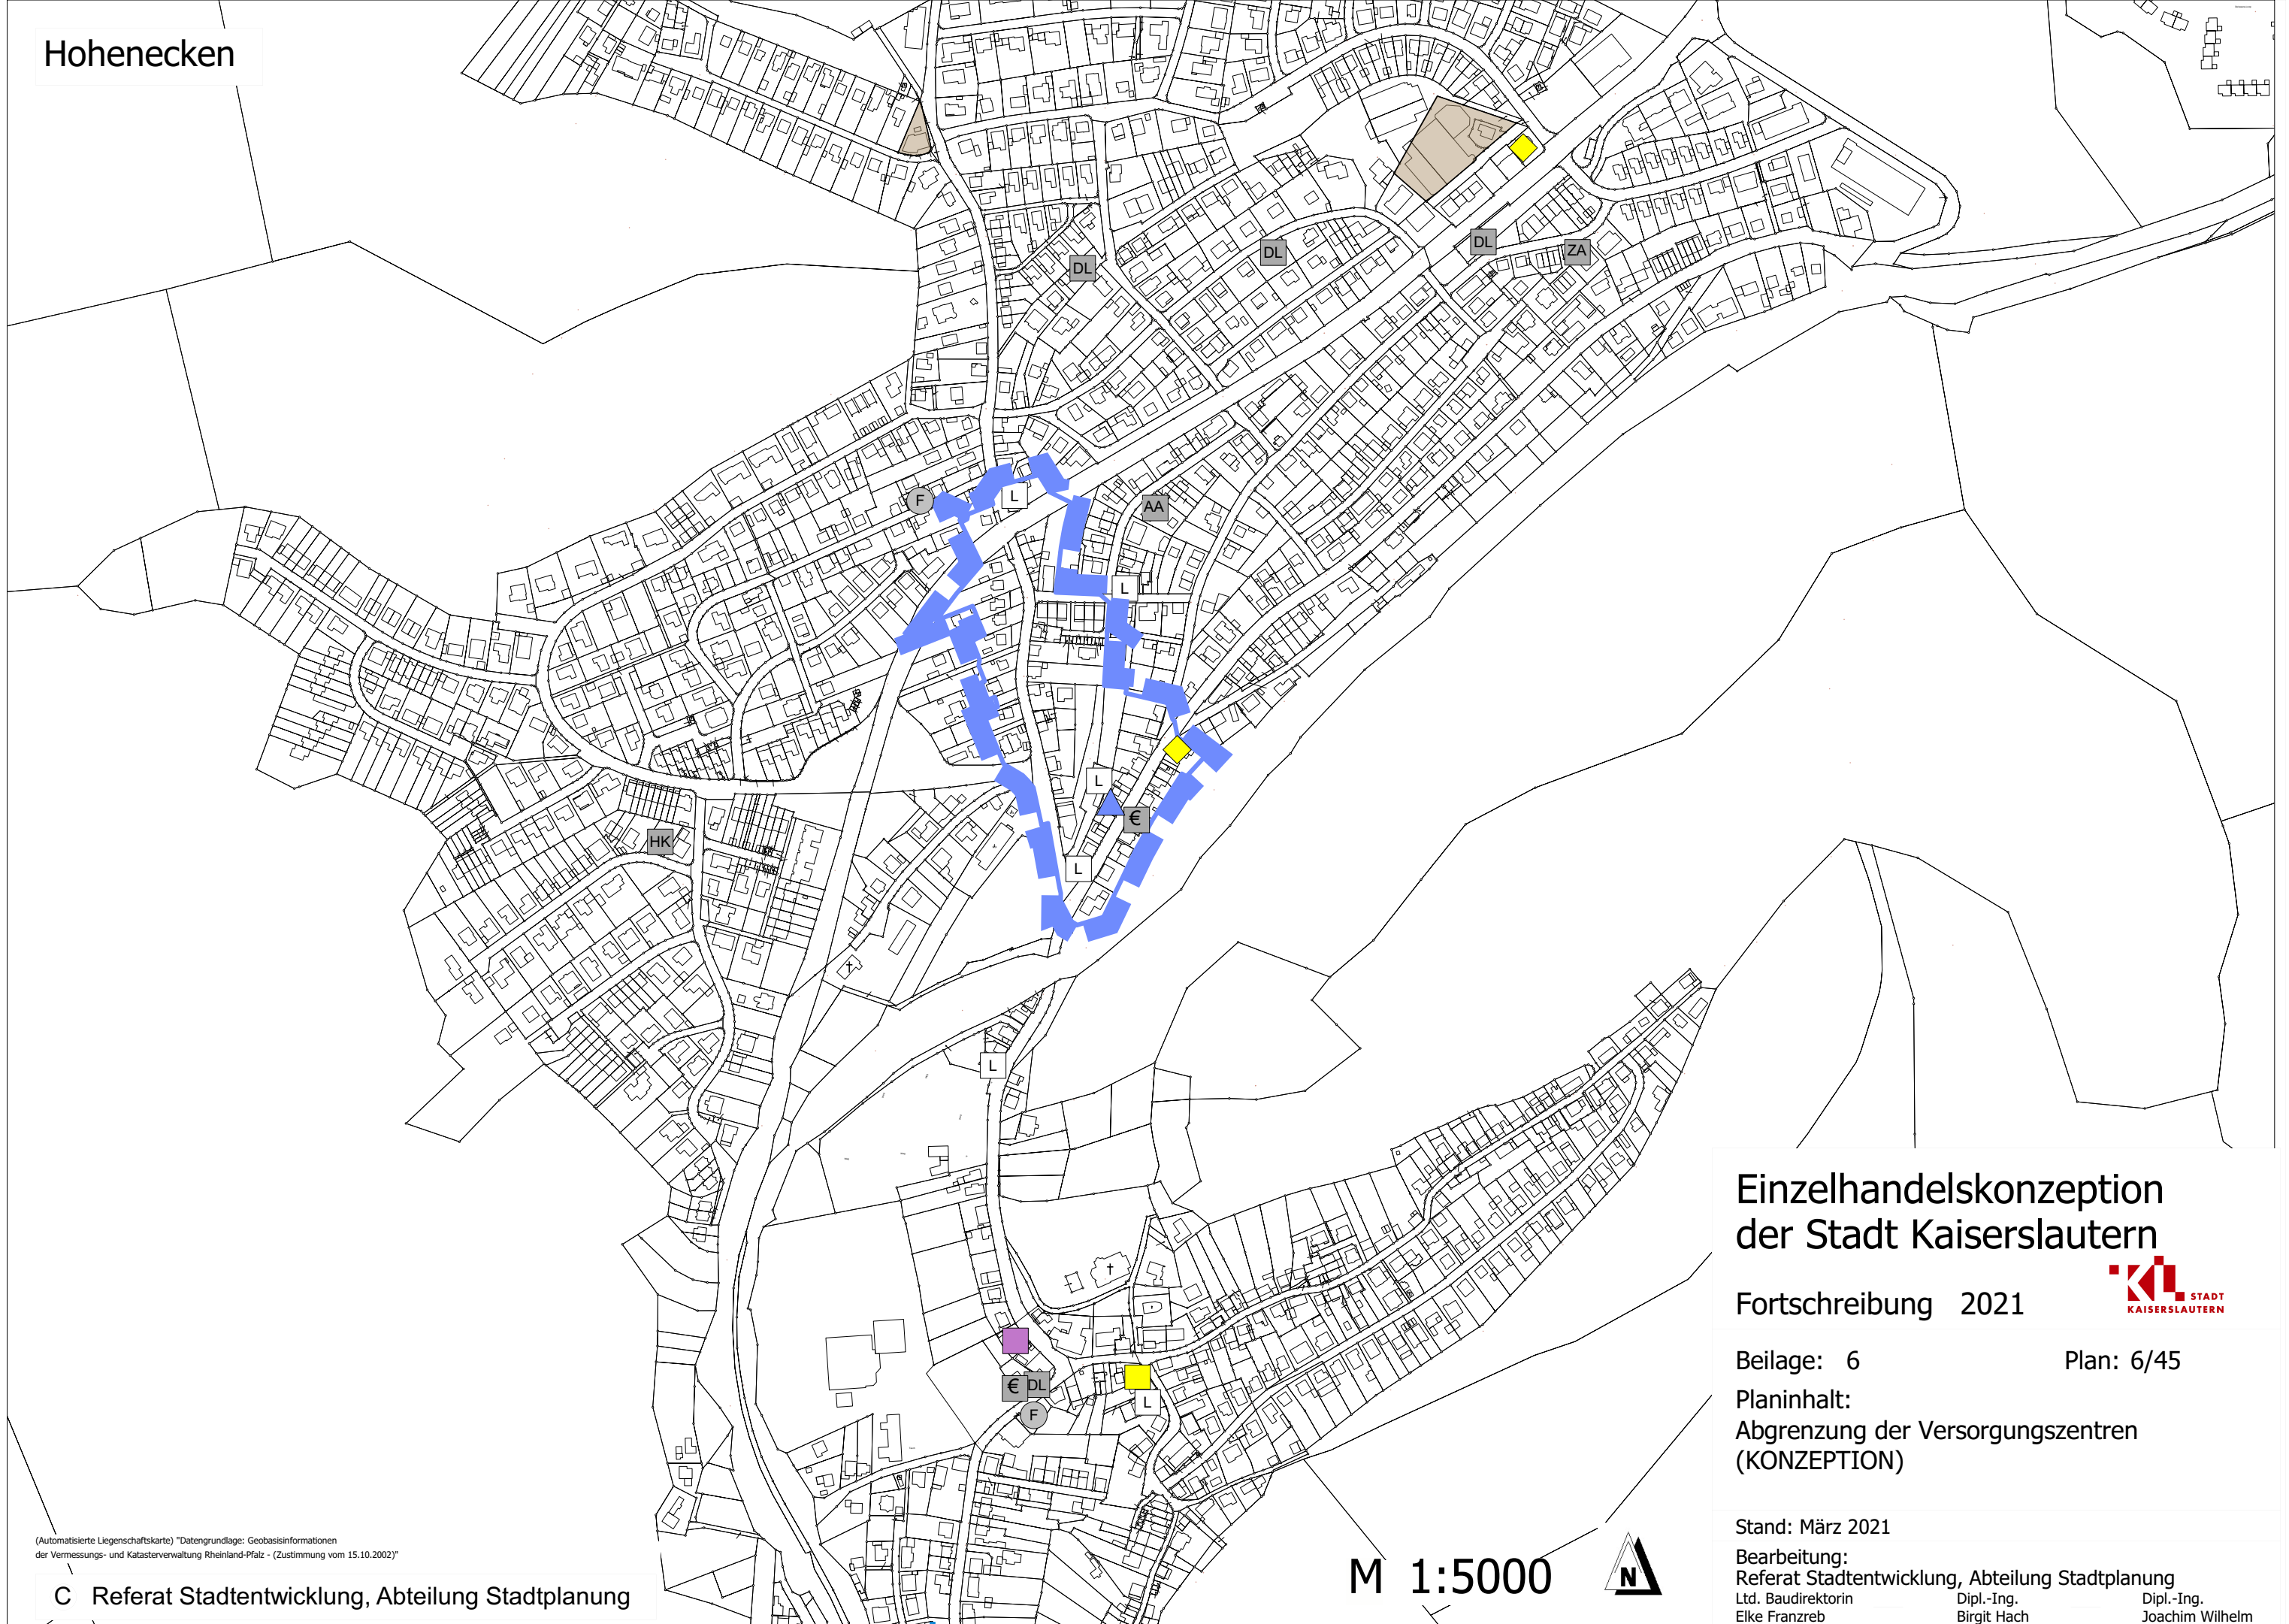 Hohenecken
DL
DL
DL
ZA
F
L
AA
L
L
€
HK
L
L
€ DL
F
L
Einzelhandelskonzeption
der Stadt Kaiserslautern
KL STADT
KAISERSLAUTERN
Fortschreibung 2021
Beilage: 6 Plan: 6/45
Planinhalt:
Abgrenzung der Versorgungszentren
(KONZEPTION)
Stand: März 2021
Bearbeitung:
Referat Stadtentwicklung, Abteilung Stadtplanung
Ltd. Baudirektorin Dipl.-Ing. Dipl.-Ing.
Elke Franzreb Birgit Hach Joachim Wilhelm
M 1:5000
N
(Automatisierte Liegenschaftskarte) "Datengrundlage: Geobasisinformationen
der Vermessungs- und Katasterverwaltung Rheinland-Pfalz - (Zustimmung vom 15.10.2002)"
C Referat Stadtentwicklung, Abteilung Stadtplanung